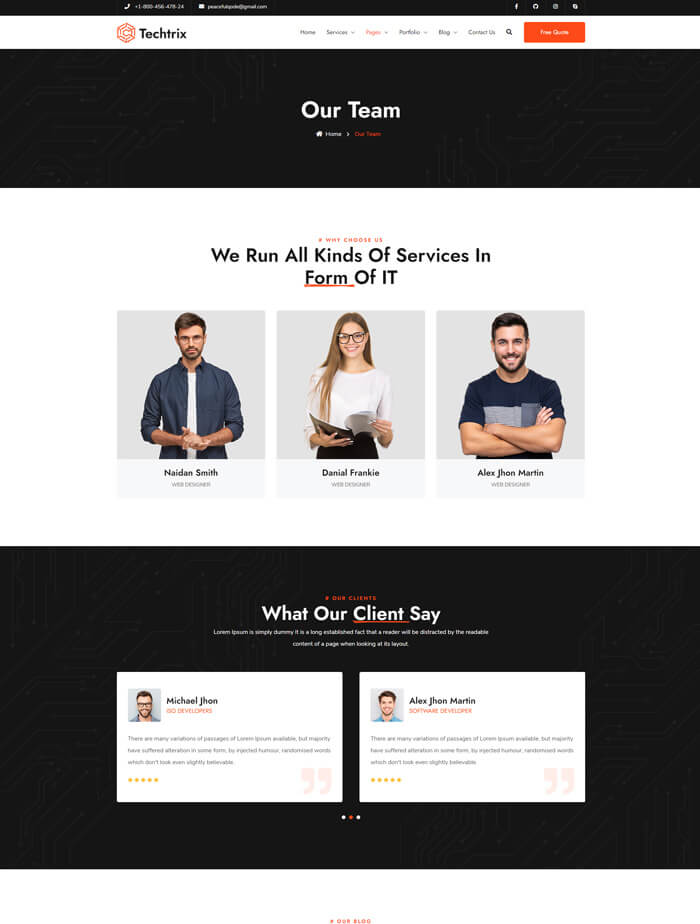 +1-800-456-478-24 peacefulqode@gmail.com
Techtrix Home Services Pages Portfolio Blog Contact Us Free Quote
Our Team
Home Our Team
# WHY CHOOSE US
We Run All Kinds Of Services In
Form Of IT
Naidan Smith Danial Frankie Alex Jhon Martin
WEB DESIGNER WEB DESIGNER WEB DESIGNER
# OUR CLIENTS
What Our Client Say
Lorem Ipsum is simply dummy it is a long established fact that a reader will be distracted by the readable
content of a page when looking at its layout.
Michael Jhon
ISO DEVELOPERS
There are many variations of passages of Lorem Ipsum available, but majority
have suffered alteration in some form, by injected humour, randomised words
which don't look even slightly believable.
Alex Jhon Martin
SOFTWARE DEVELOPER
There are many variations of passages of Lorem Ipsum available, but majority
have suffered alteration in some form, by injected humour, randomised words
which don't look even slightly believable.
# OUR BLOG